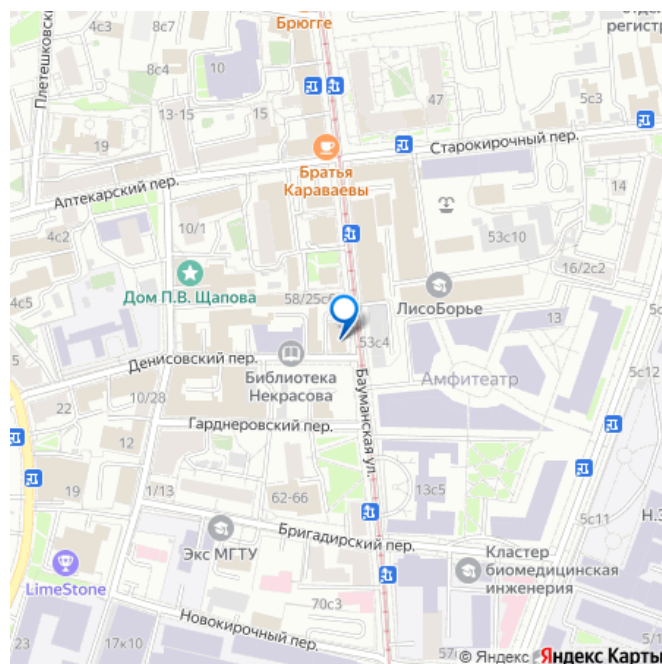 Брюгге
регистр
Плетешковски
4с3
8с7
8с4
10
47
5с3
13-15
15
19
Старокирочный пер.
Братья
Караваевы
Аптекарский пер.
14
4с2
10/1
53с10
16/2с2
4с5
Дом П.В. Щапова
58/25с6
ЛисоБорье
13
53с4
Денисовский пер.
Библиотека
Некрасова
Амфитеатр
5с12
22
10/28
Бауманская ул.
Гарднеровский пер.
12
19
1/13
62-66
13с5
5с11
Н.Э
Бригадирский пер.
Экс МГТУ
Кластер
биомедицинская
инженерия
LimeStone
70с3
Новокирочный пер.
23
17к10
57
© Яндекс Яндекс Карты